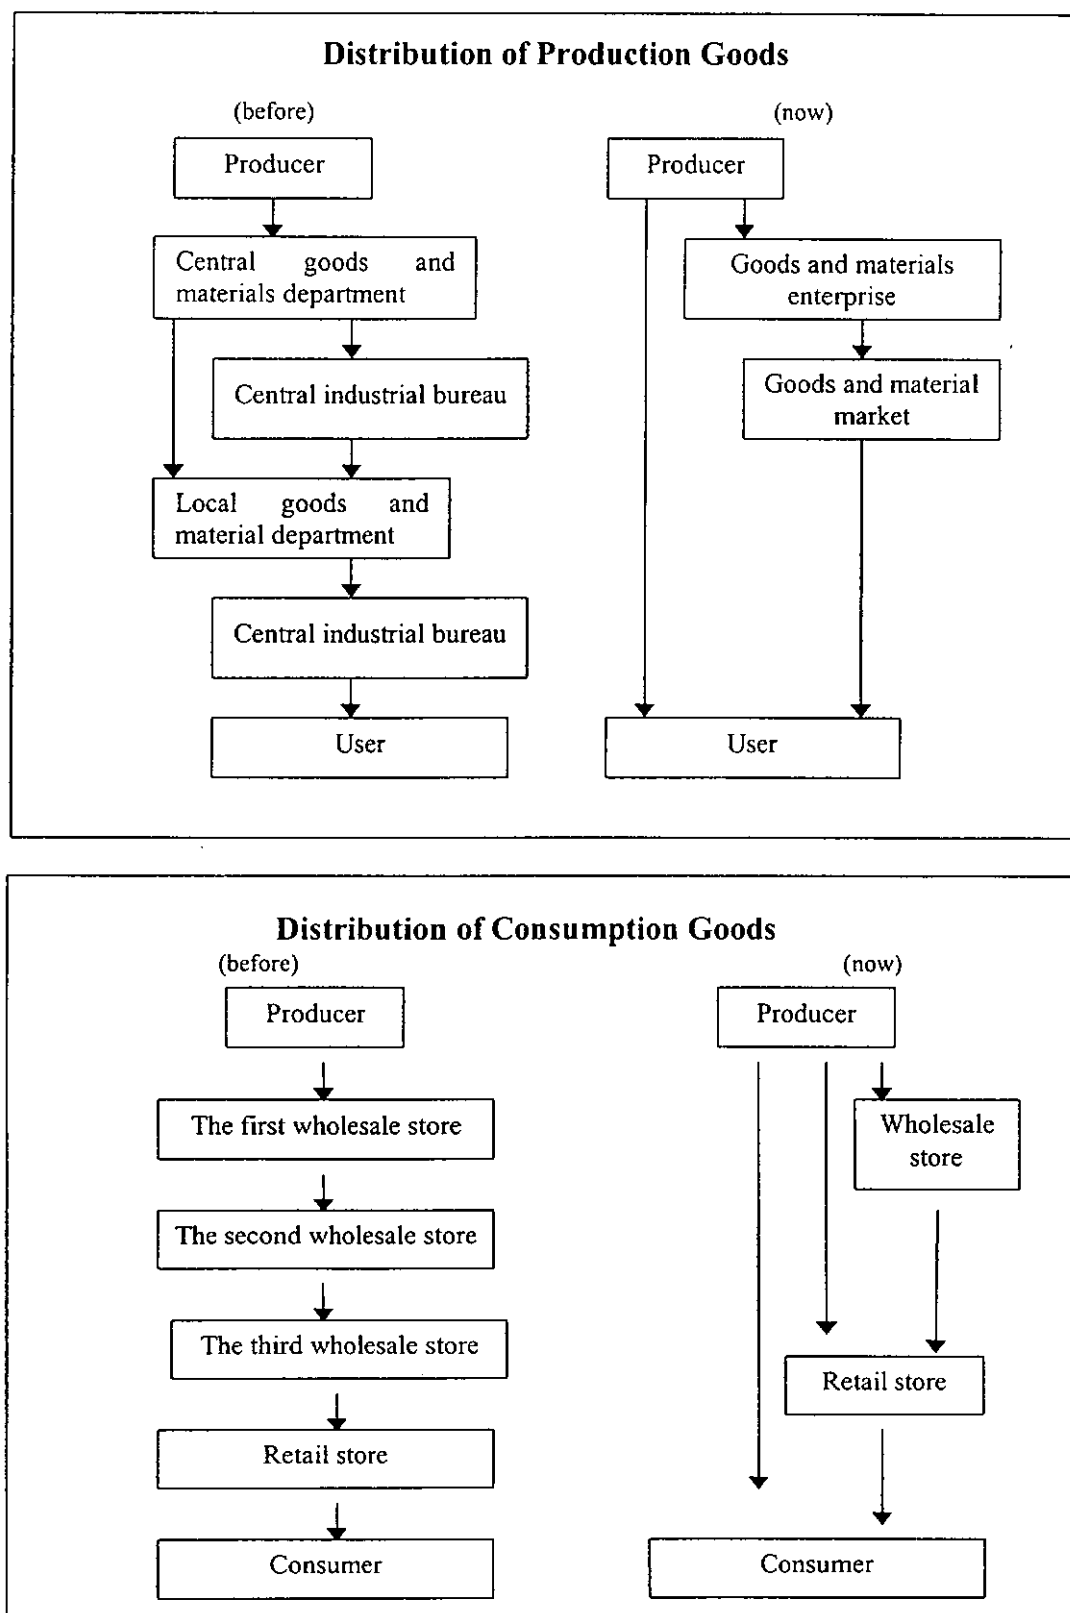 Distribution of Production Goods
(before)
Producer
Central goods and
materials department
Central industrial bureau
Local goods and
material department
Central industrial bureau
User
(now)
Producer
Goods and materials
enterprise
Goods and material
market
User
Distribution of Consumption Goods
(before)
Producer
The first wholesale store
The second wholesale store
The third wholesale store
Retail store
Consumer
(now)
Producer
Wholesale
store
Retail store
Consumer